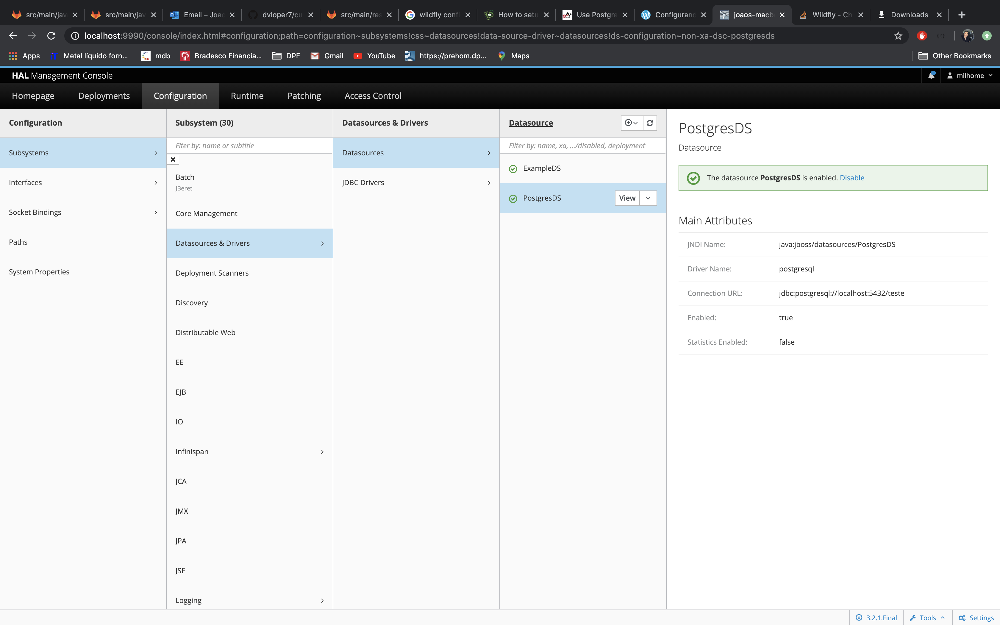 src/main/jav
src/main/jav
Email – Joac
dvloper7/cu
src/main/res
wildfly confi
How to setu
Use Postgre
Configurand
joaos-macb
Wildfly - Ch
Downloads
localhost:9990/console/index.html#configuration;path=configuration~subsystems!css~datasources!data-source-driver~datasources!ds-configuration~non-xa-dsc-postgresds
Apps
Metal líquido forn...
mdb
Bradesco Financia...
DPF
Gmail
YouTube
https://prehom.dp...
Maps
Other Bookmarks
HAL Management Console
milhome
Homepage
Deployments
Configuration
Runtime
Patching
Access Control
Configuration
Subsystems
Interfaces
Socket Bindings
Paths
System Properties
Subsystem (30)
Fiter by: name or subtitle
Batch
JBeret
Core Management
Datasources & Drivers
Deployment Scanners
Discovery
Distributable Web
EE
EJB
IO
Infinispan
JCA
JMX
JPA
JSF
Logging
Datasources & Drivers
Datasources
JDBC Drivers
Datasource
Filter by: name, xa, .../disabled, deployment
ExampleDS
PostgresDS
View
PostgresDS
Datasource
The datasource PostgresDS is enabled. Disable
Main Attributes
JNDI Name: java:jboss/datasources/PostgresDS
Driver Name: postgresql
Connection URL: jdbc:postgresql://localhost:5432/teste
Enabled: true
Statistics Enabled: false
3.2.1.Final
Tools
Settings